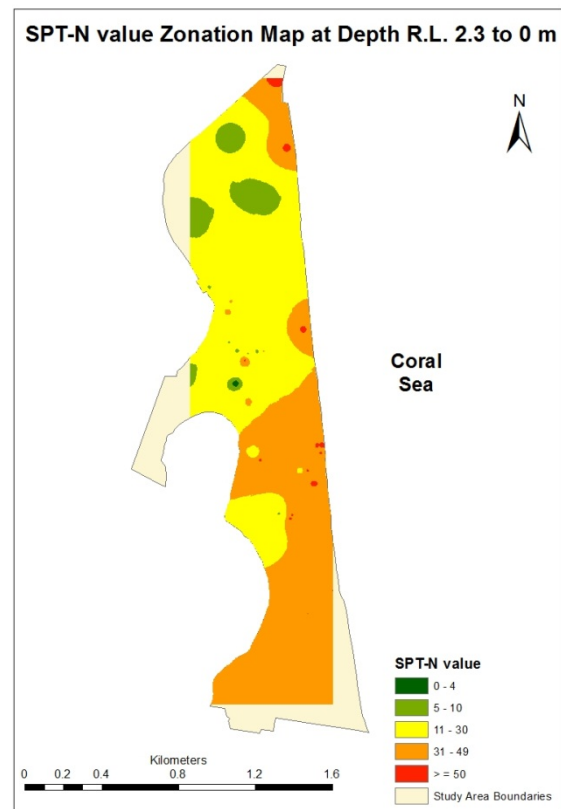 SPT-N value Zonation Map at Depth R.L. 2.3 to 0 m
N
Coral
Sea
SPT-N value
0 - 4
5 - 10
11 - 30
31 - 49
> = 50
Study Area Boundaries
Kilometers
0 0.2 0.4 0.8 1.2 1.6